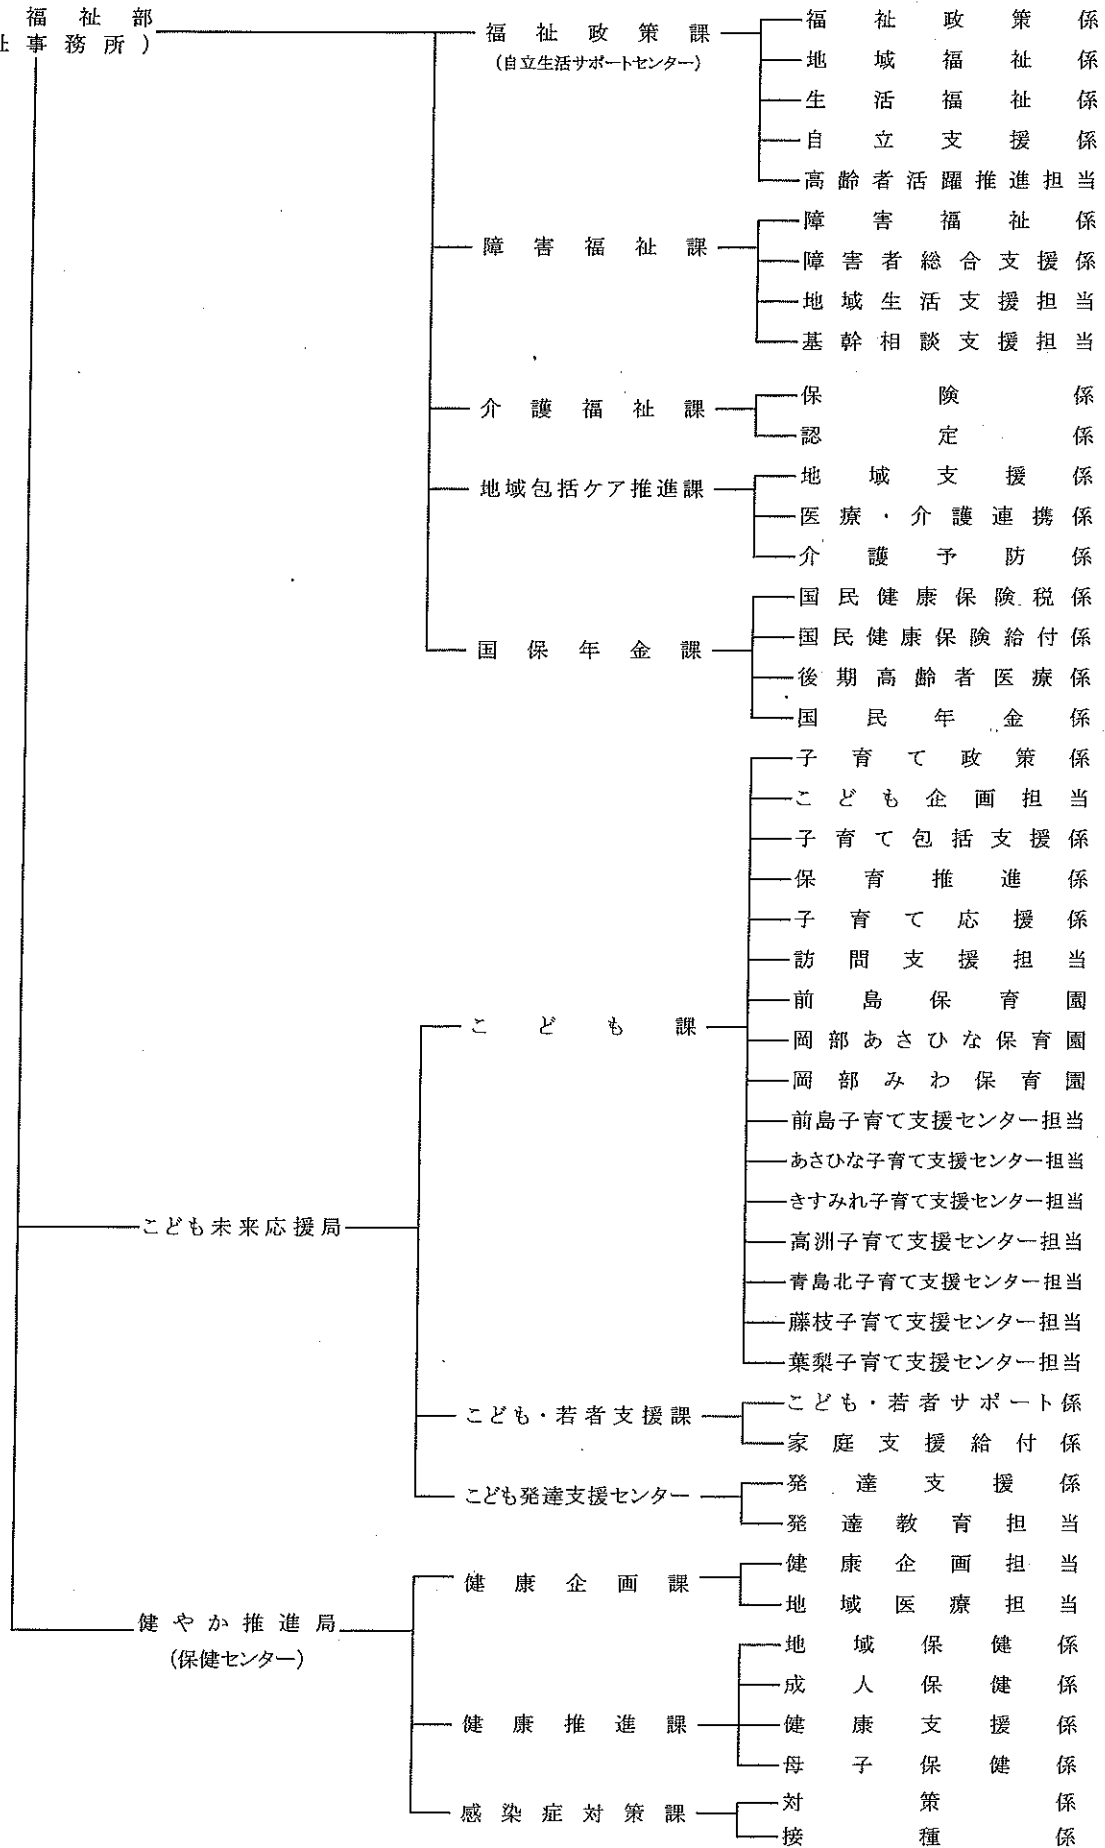 福祉部
祉事務所）
福祉政策課
（自立生活サポートセンター）
福祉政策係
地域福祉係
生活福祉係
自立支援係
高齢者活躍推進担当
障害福祉課
障害福祉係
障害者総合支援係
地域生活支援担当
基幹相談支援担当
介護福祉課
保険係
認定係
地域包括ケア推進課
地域支援係
医療・介護連携係
介護予防係
国保年金課
国民健康保険税係
国民健康保険給付係
後期高齢者医療係
国民年金係
こども未来応援局
こども課
子育て政策係
こども企画担当
子育て包括支援係
保育推進係
子育て応援係
訪問支援担当
前島保育園
岡部あさひな保育園
岡部みわ保育園
前島子育て支援センター担当
あさひな子育て支援センター担当
きすみれ子育て支援センター担当
高洲子育て支援センター担当
青島北子育て支援センター担当
藤枝子育て支援センター担当
葉梨子育て支援センター担当
こども・若者支援課
こども・若者サポート係
家庭支援給付係
こども発達支援センター
発達支援係
発達教育担当
健やか推進局
（保健センター）
健康企画課
健康企画担当
地域医療担当
健康推進課
地域保健係
成人保健係
健康支援係
母子保健係
感染症対策課
対策係
接種係